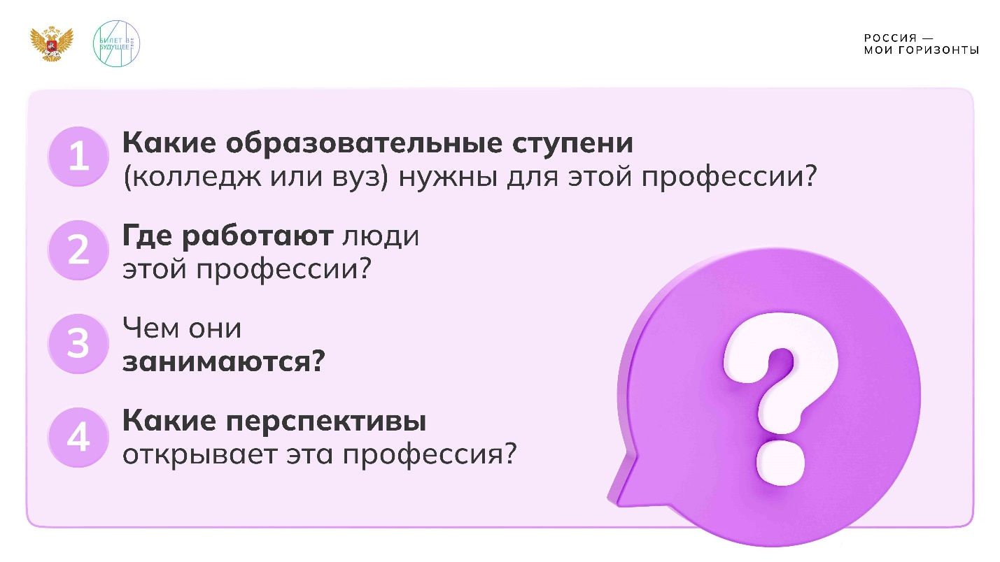 БИЛЕТ В
БУДУЩЕЕ
ТВОЕ
РОССИЯ —
МОИ ГОРИЗОНТЫ
1
Какие образовательные ступени
(колледж или вуз) нужны для этой профессии?
2
Где работают люди
этой профессии?
3
Чем они
занимаются?
4
Какие перспективы
открывает эта профессия?
?